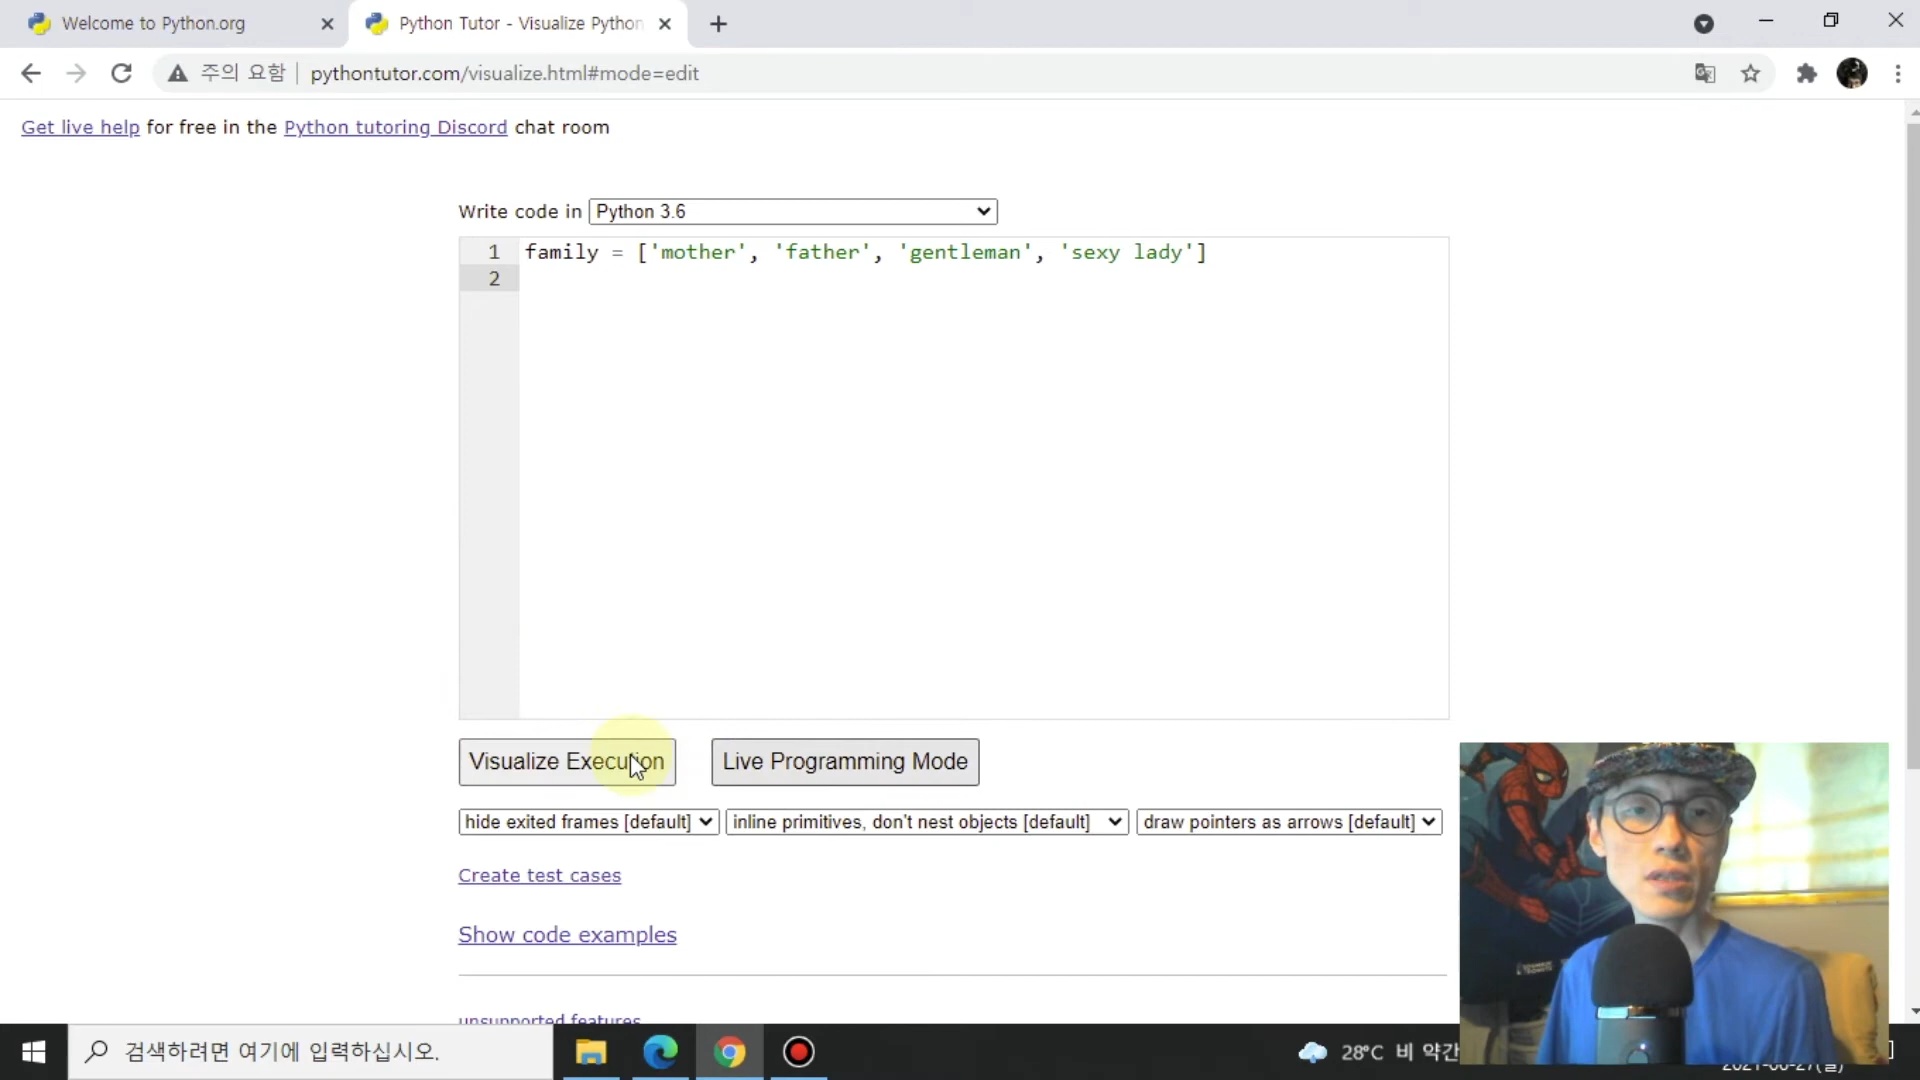 Welcome to Python.org
Python Tutor - Visualize Python
주의 요함
pythontutor.com/visualize.html#mode=edit
Get live help for free in the Python tutoring Discord chat room
Write code in Python 3.6
1 family = ['mother', 'father', 'gentleman', 'sexy lady']
2
Visualize Execution Live Programming Mode
hide exited frames [default] inline primitives, don't nest objects [default] draw pointers as arrows [default]
Create test cases
Show code examples
unsupported features
검색하려면 여기에 입력하십시오.
28°C 비 약간